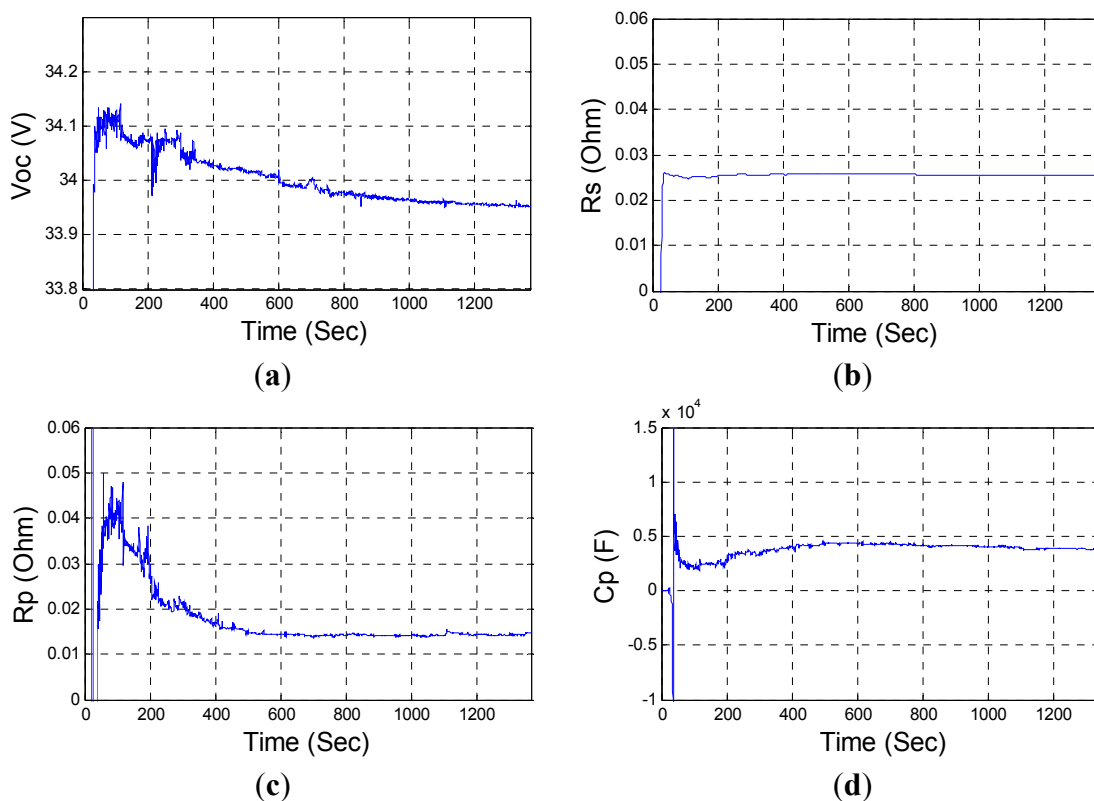 34.2
34.1
34
33.9
33.8
Voc (V)
0 200 400 600 800 1000 1200
Time (Sec)
(a)
0.06
0.05
0.04
0.03
0.02
0.01
0
Rs (Ohm)
0 200 400 600 800 1000 1200
Time (Sec)
(b)
0.06
0.05
0.04
0.03
0.02
0.01
0
Rp (Ohm)
0 200 400 600 800 1000 1200
Time (Sec)
(c)
x 10^4
1.5
1
0.5
0
-0.5
-1
Cp (F)
0 200 400 600 800 1000 1200
Time (Sec)
(d)